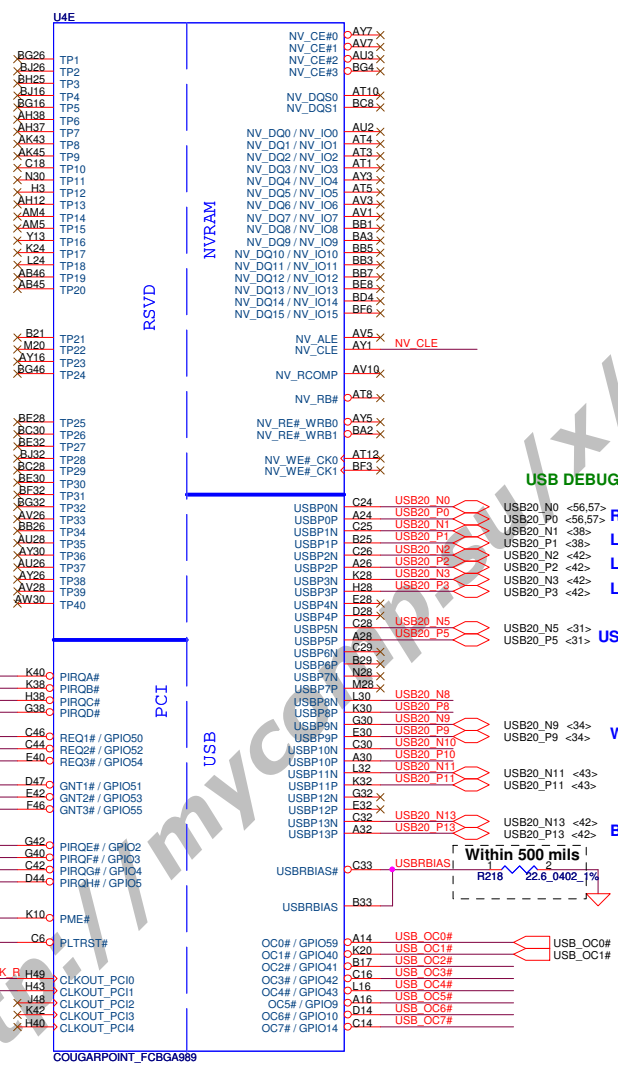 U4E
BG26 TP1
BJ26 TP2
BH25 TP3
BJ16 TP4
BG16 TP5
AH38 TP6
AH37 TP7
AK43 TP8
AK45 TP9
C18 TP10
N30 TP11
H3 TP12
AH12 TP13
AM4 TP14
AM5 TP15
Y13 TP16
K24 TP17
L24 TP18
AB46 TP19
AB45 TP20
B21 TP21
M20 TP22
AY16 TP23
BG46 TP24
BE28 TP25
BC30 TP26
BE32 TP27
BJ32 TP28
BC28 TP29
BE30 TP30
BF32 TP31
BG32 TP32
AV26 TP33
BB26 TP34
AU28 TP35
AY30 TP36
AU26 TP37
AY26 TP38
AV28 TP39
AW30 TP40
RSVD
NVRAM
NV_CE#0 AY7
NV_CE#1 AV7
NV_CE#2 AU3
NV_CE#3 BG4
NV_DQS0 AT10
NV_DQS1 BC8
NV_DQ0 / NV_IO0 AU2
NV_DQ1 / NV_IO1 AT4
NV_DQ2 / NV_IO2 AT3
NV_DQ3 / NV_IO3 AT1
NV_DQ4 / NV_IO4 AY3
NV_DQ5 / NV_IO5 AT5
NV_DQ6 / NV_IO6 AV3
NV_DQ7 / NV_IO7 AV1
NV_DQ8 / NV_IO8 BB1
NV_DQ9 / NV_IO9 BA3
NV_DQ10 / NV_IO10 BB5
NV_DQ11 / NV_IO11 BB3
NV_DQ12 / NV_IO12 BB7
NV_DQ13 / NV_IO13 BE8
NV_DQ14 / NV_IO14 BD4
NV_DQ15 / NV_IO15 BF6
NV_ALE AV5
NV_CLE AY1 NV_CLE
NV_RCOMP AV10
NV_RB# AT8
NV_RE#_WRB0 AY5
NV_RE#_WRB1 BA2
NV_WE#_CK0 AT12
NV_WE#_CK1 BF3
USB DEBUG
USBP0N C24 USB20_N0 USB20_N0 <56,57>
USBP0P A24 USB20_P0 USB20_P0 <56,57> R
USBP1N C25 USB20_N1 USB20_N1 <38>
USBP1P B25 USB20_P1 USB20_P1 <38> L
USBP2N C26 USB20_N2 USB20_N2 <42>
USBP2P A26 USB20_P2 USB20_P2 <42> L
USBP3N K28 USB20_N3 USB20_N3 <42>
USBP3P H28 USB20_P3 USB20_P3 <42> L
USBP4N E28
USBP4P D28
USBP5N C28 USB20_N5 USB20_N5 <31>
USBP5P A28 USB20_P5 USB20_P5 <31> US
USBP6N C29
USBP6P B29
USBP7N N28
USBP7P M28
USBP8N L30 USB20_N8
USBP8P K30 USB20_P8
USBP9N G30 USB20_N9 USB20_N9 <34>
USBP9P E30 USB20_P9 USB20_P9 <34> W
USBP10N C30 USB20_N10
USBP10P A30 USB20_P10
USBP11N L32 USB20_N11 USB20_N11 <43>
USBP11P K32 USB20_P11 USB20_P11 <43>
USBP12N G32
USBP12P E32
USBP13N C32 USB20_N13 USB20_N13 <42>
USBP13P A32 USB20_P13 USB20_P13 <42> B
Within 500 mils
USBRBIAS# C33 USBRBIAS 1 2
R218 22.6_0402_1%
USBRBIAS B33
PCI
USB
K40 PIRQA#
K38 PIRQB#
H38 PIRQC#
G38 PIRQD#
C46 REQ1# / GPIO50
C44 REQ2# / GPIO52
E40 REQ3# / GPIO54
D47 GNT1# / GPIO51
E42 GNT2# / GPIO53
F46 GNT3# / GPIO55
G42 PIRQE# / GPIO2
G40 PIRQF# / GPIO3
C42 PIRQG# / GPIO4
D44 PIRQH# / GPIO5
K10 PME#
C6 PLTRST#
K_R H49 CLKOUT_PCI0
H43 CLKOUT_PCI1
J48 CLKOUT_PCI2
K42 CLKOUT_PCI3
H40 CLKOUT_PCI4
OC0# / GPIO59 A14 USB_OC0# USB_OC0#
OC1# / GPIO40 K20 USB_OC1# USB_OC1#
OC2# / GPIO41 B17 USB_OC2#
OC3# / GPIO42 C16 USB_OC3#
OC4# / GPIO43 L16 USB_OC4#
OC5# / GPIO9 A16 USB_OC5#
OC6# / GPIO10 D14 USB_OC6#
OC7# / GPIO14 C14 USB_OC7#
COUGARPOINT_FCBGA989
tp://mycomp.su/x/